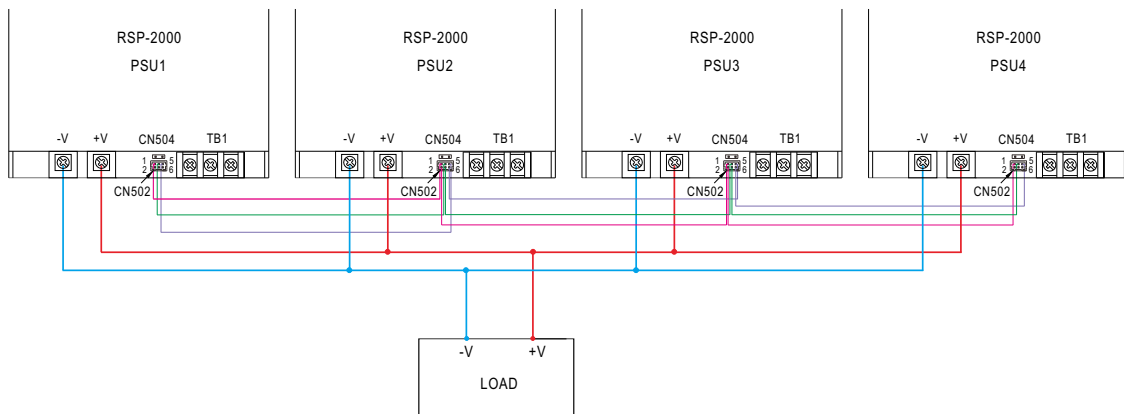 RSP-2000 RSP-2000 RSP-2000 RSP-2000
PSU1 PSU2 PSU3 PSU4
-V +V CN504 TB1 -V +V CN504 TB1 -V +V CN504 TB1 -V +V CN504 TB1
1 5 1 5 1 5 1 5
2 6 2 6 2 6 2 6
CN502 CN502 CN502 CN502
-V +V
LOAD